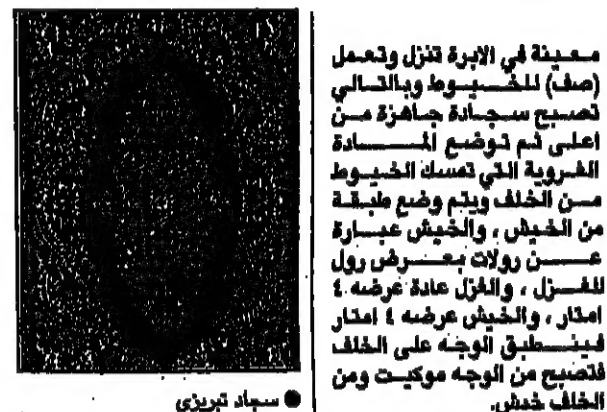 معينة في الابرة تنزل وتعمل
(صف) للخيوط وبالتالي
تصبح سجادة جاهزة من
اعلى ثم توضع المادة
الغروية التي تمسك الخيوط
من الخلف ويتم وضع طبقة
من الخيش ، والخيش عبارة
عن رولات بعرض رول
للغزل ، والغزل عادة عرضه ٤
امتار ، والخيش عرضه ٤ امتار
فينطبق الوجه على الخلف
فتصبح من الوجه موكيت ومن
الخلف خيش.
● سجاد تبريزي